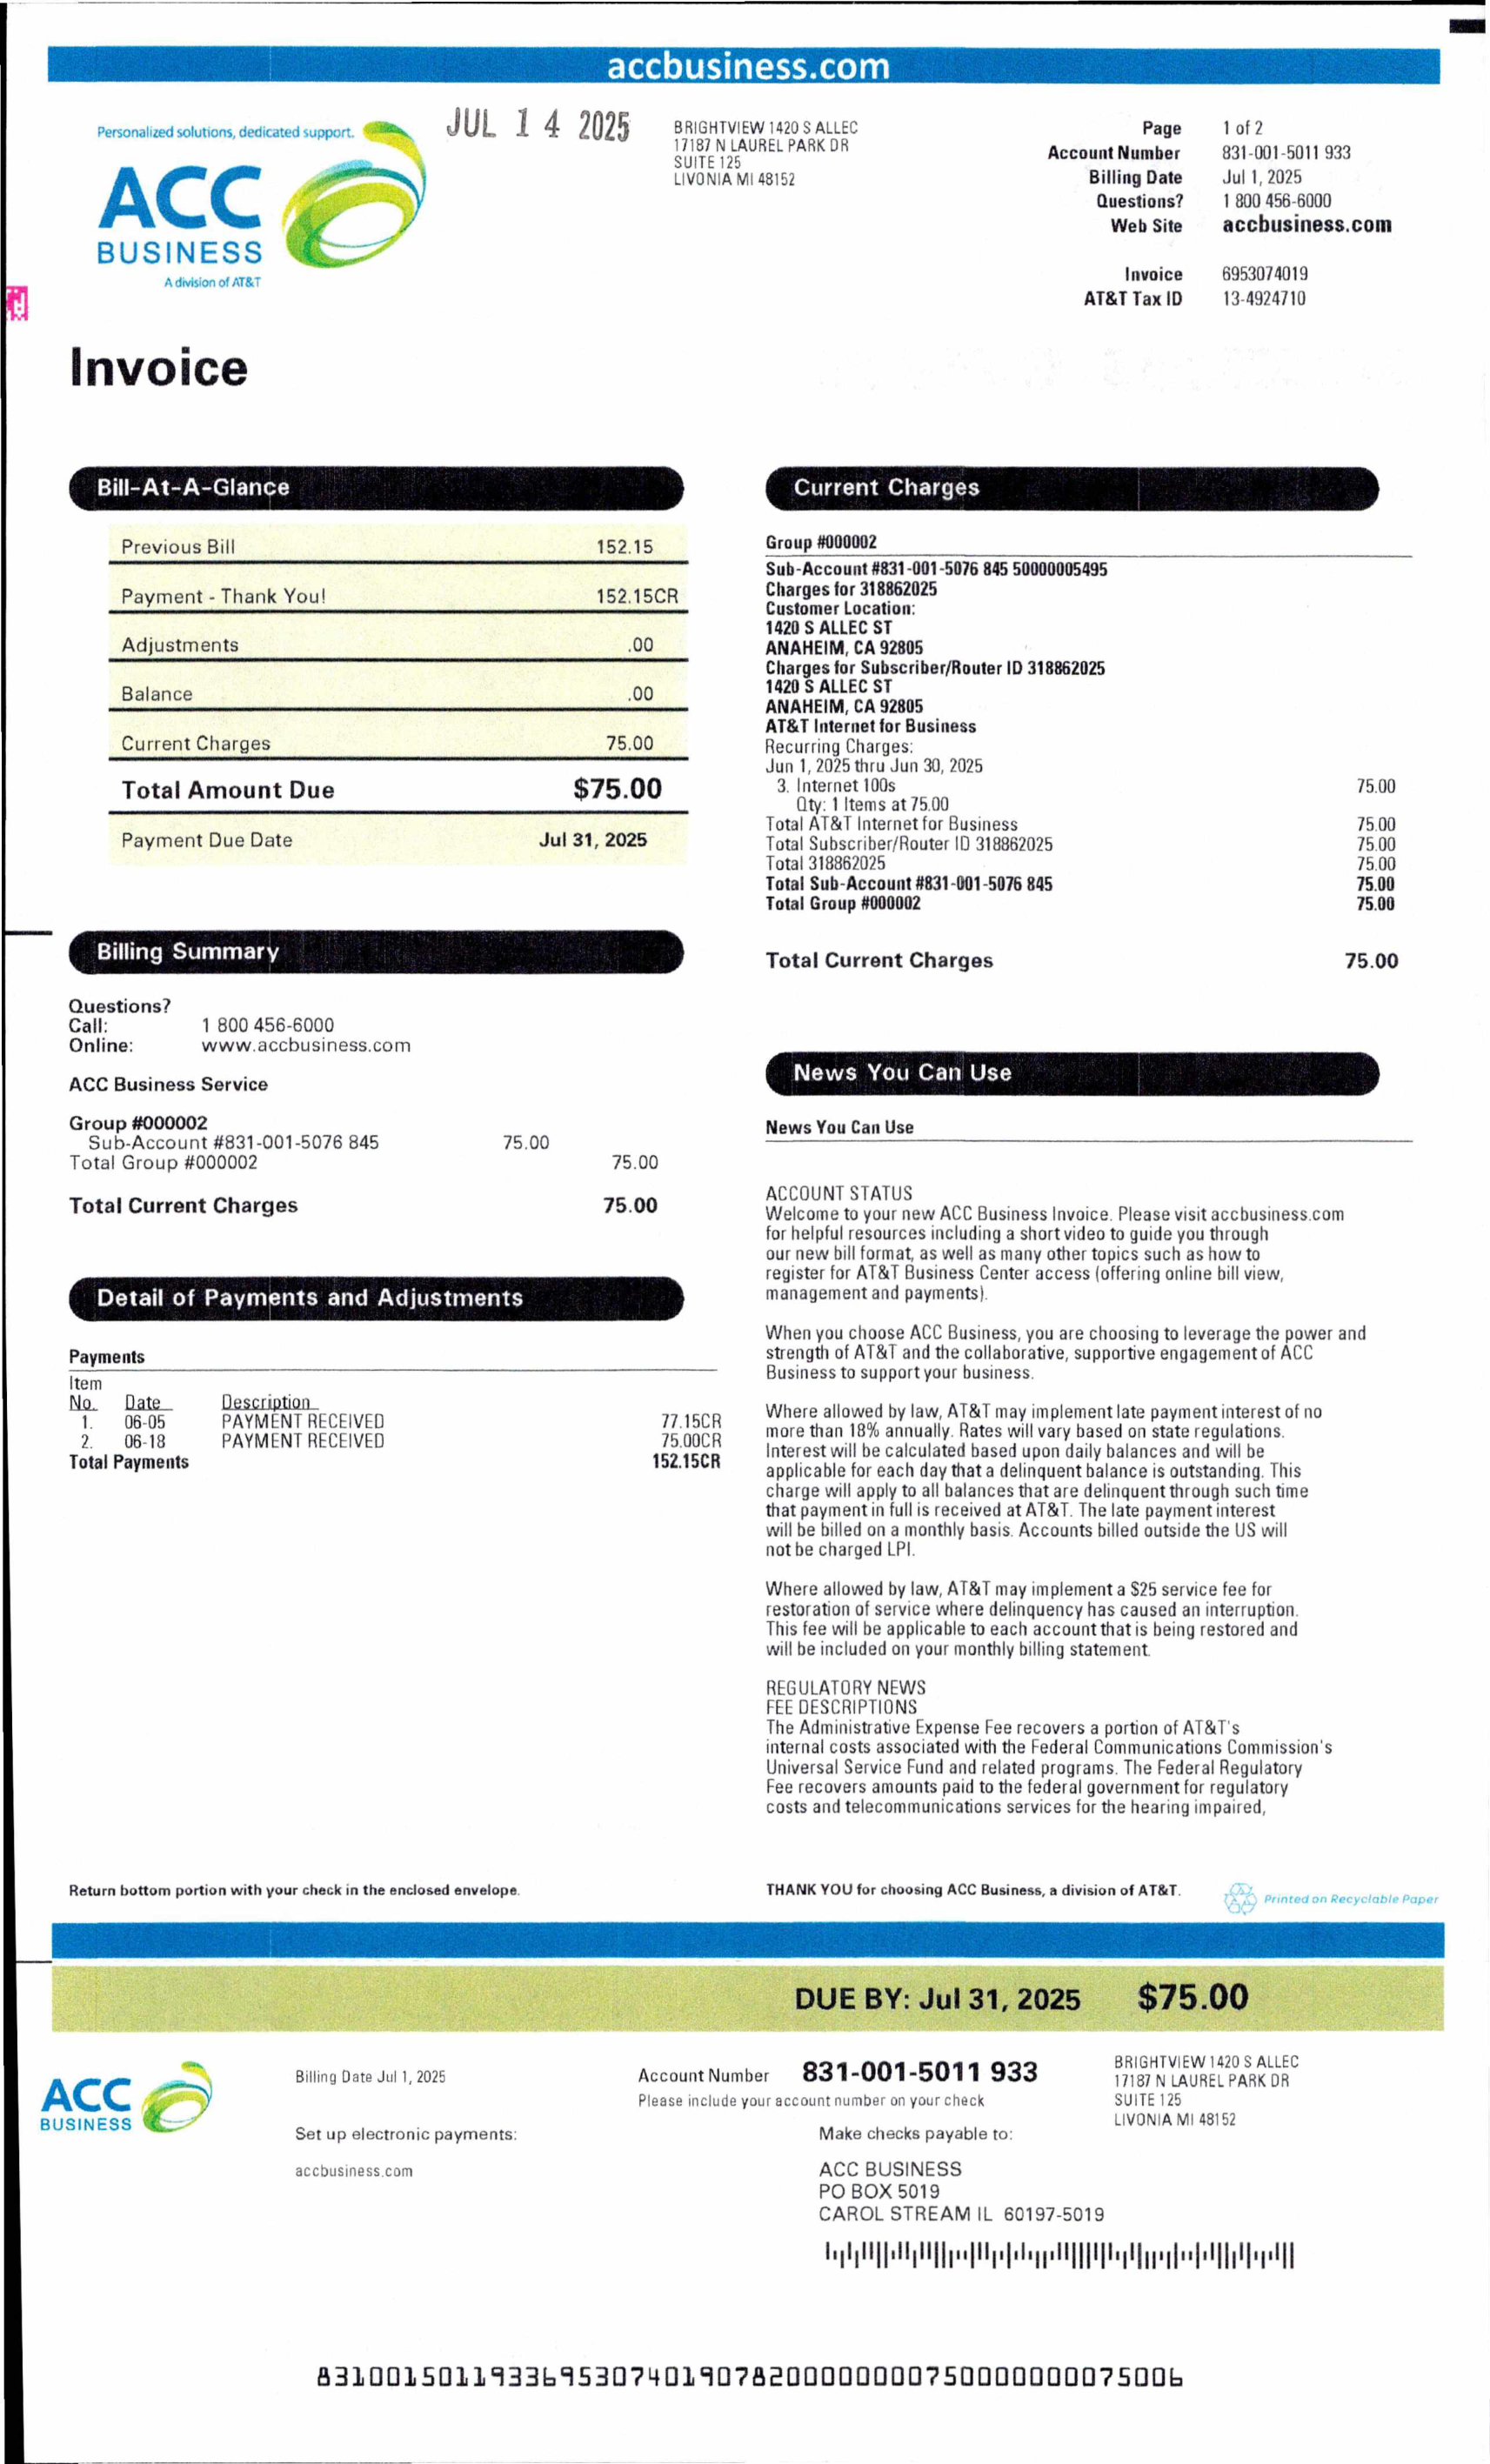 accbusiness.com
Personalized solutions, dedicated support.
ACC
BUSINESS
A division of AT&T
JUL 14 2025
BRIGHTVIEW 1420 S ALLEC
17187 N LAUREL PARK DR
SUITE 125
LIVONIA MI 48152
Page 1 of 2
Account Number 831-001-5011 933
Billing Date Jul 1, 2025
Questions? 1 800 456-6000
Web Site accbusiness.com
Invoice 6953074019
AT&T Tax ID 13-4924710
Invoice
Bill-At-A-Glance
Previous Bill 152.15
Payment - Thank You! 152.15CR
Adjustments .00
Balance .00
Current Charges 75.00
Total Amount Due $75.00
Payment Due Date Jul 31, 2025
Billing Summary
Questions?
Call: 1 800 456-6000
Online: www.accbusiness.com
ACC Business Service
Group #000002
Sub-Account #831-001-5076 845 75.00
Total Group #000002 75.00
Total Current Charges 75.00
Detail of Payments and Adjustments
Payments
Item
No. Date Description
1. 06-05 PAYMENT RECEIVED 77.15CR
2. 06-18 PAYMENT RECEIVED 75.00CR
Total Payments 152.15CR
Current Charges
Group #000002
Sub-Account #831-001-5076 845 50000005495
Charges for 318862025
Customer Location:
1420 S ALLEC ST
ANAHEIM, CA 92805
Charges for Subscriber/Router ID 318862025
1420 S ALLEC ST
ANAHEIM, CA 92805
AT&T Internet for Business
Recurring Charges:
Jun 1, 2025 thru Jun 30, 2025
3. Internet 100s 75.00
Qty: 1 Items at 75.00
Total AT&T Internet for Business 75.00
Total Subscriber/Router ID 318862025 75.00
Total 318862025 75.00
Total Sub-Account #831-001-5076 845 75.00
Total Group #000002 75.00
Total Current Charges 75.00
News You Can Use
News You Can Use
ACCOUNT STATUS
Welcome to your new ACC Business Invoice. Please visit accbusiness.com
for helpful resources including a short video to guide you through
our new bill format, as well as many other topics such as how to
register for AT&T Business Center access (offering online bill view,
management and payments).
When you choose ACC Business, you are choosing to leverage the power and
strength of AT&T and the collaborative, supportive engagement of ACC
Business to support your business.
Where allowed by law, AT&T may implement late payment interest of no
more than 18% annually. Rates will vary based on state regulations.
Interest will be calculated based upon daily balances and will be
applicable for each day that a delinquent balance is outstanding. This
charge will apply to all balances that are delinquent through such time
that payment in full is received at AT&T. The late payment interest
will be billed on a monthly basis. Accounts billed outside the US will
not be charged LPI.
Where allowed by law, AT&T may implement a $25 service fee for
restoration of service where delinquency has caused an interruption.
This fee will be applicable to each account that is being restored and
will be included on your monthly billing statement.
REGULATORY NEWS
FEE DESCRIPTIONS
The Administrative Expense Fee recovers a portion of AT&T's
internal costs associated with the Federal Communications Commission's
Universal Service Fund and related programs. The Federal Regulatory
Fee recovers amounts paid to the federal government for regulatory
costs and telecommunications services for the hearing impaired,
Return bottom portion with your check in the enclosed envelope.
THANK YOU for choosing ACC Business, a division of AT&T.
Printed on Recyclable Paper
DUE BY: Jul 31, 2025 $75.00
ACC
BUSINESS
Billing Date Jul 1, 2025
Set up electronic payments:
accbusiness.com
Account Number 831-001-5011 933
Please include your account number on your check
Make checks payable to:
ACC BUSINESS
PO BOX 5019
CAROL STREAM IL 60197-5019
BRIGHTVIEW 1420 S ALLEC
17187 N LAUREL PARK DR
SUITE 125
LIVONIA MI 48152
831001501193369530740190782000000007500000000075006